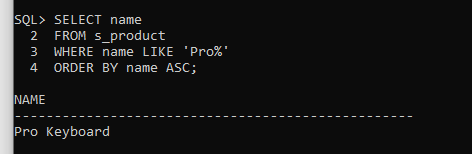 SQL> SELECT name
  2  FROM s_product
  3  WHERE name LIKE 'Pro%'
  4  ORDER BY name ASC;
NAME
--------------------------------------------------
Pro Keyboard